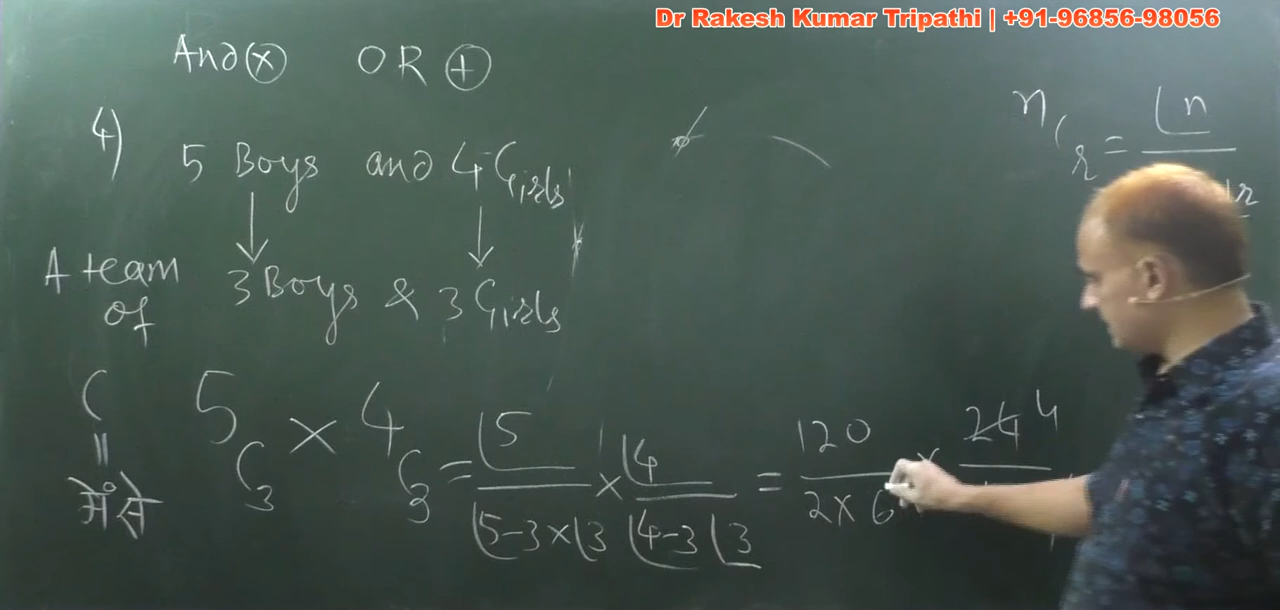 Dr Rakesh Kumar Tripathi | +91-96856-98056
And × OR +
4) 5 Boys and 4 Girls
A team of 3 Boys & 3 Girls
C = में से
5C3 × 4C3 = ⌊5 / ⌊5-3 × ⌊3 × ⌊4 / ⌊4-3 ⌊3 = 120 / 2×6 × 24 4
nCr = ⌊n / r